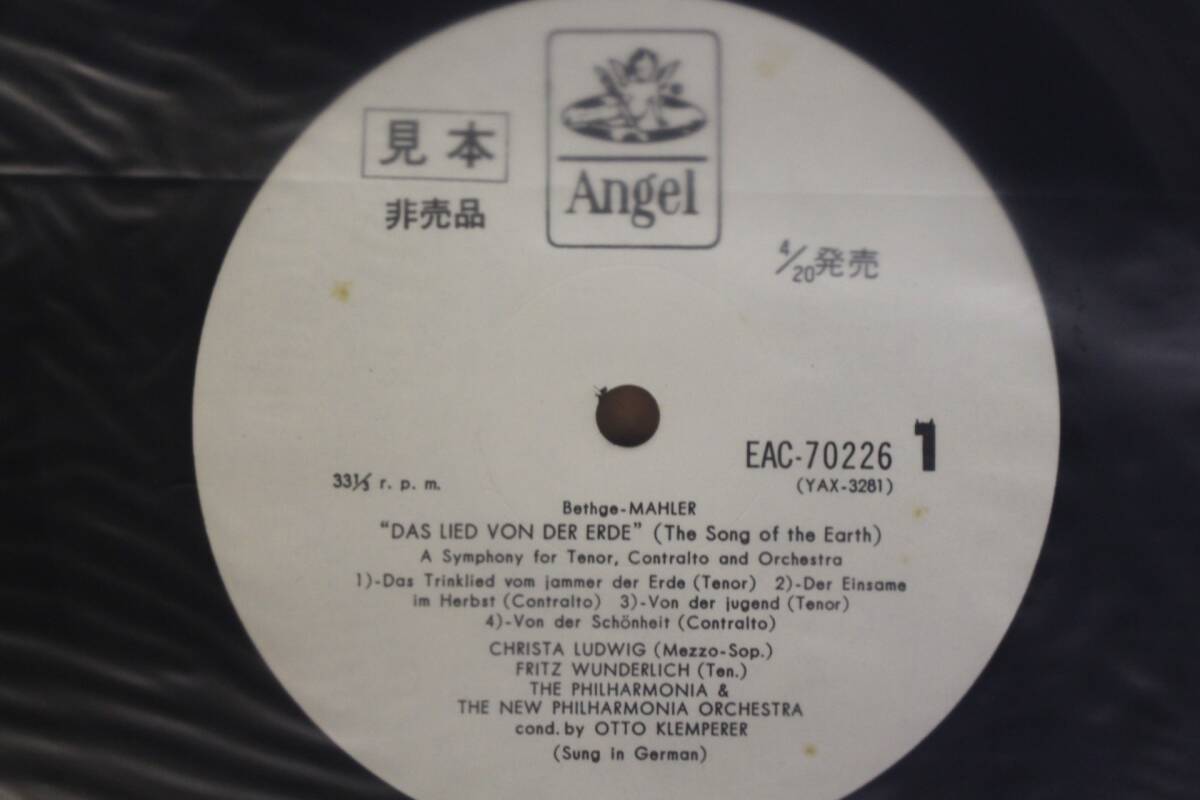 見本
非売品
Angel
4/20発売
EAC-70226 1
(YAX-3281)
33⅓ r. p. m.
Bethge-MAHLER
"DAS LIED VON DER ERDE" (The Song of the Earth)
A Symphony for Tenor, Contralto and Orchestra
1)-Das Trinklied vom jammer der Erde (Tenor) 2)-Der Einsame
im Herbst (Contralto) 3)-Von der jugend (Tenor)
4)-Von der Schönheit (Contralto)
CHRISTA LUDWIG (Mezzo-Sop.)
FRITZ WUNDERLICH (Ten.)
THE PHILHARMONIA &
THE NEW PHILHARMONIA ORCHESTRA
cond. by OTTO KLEMPERER
(Sung in German)